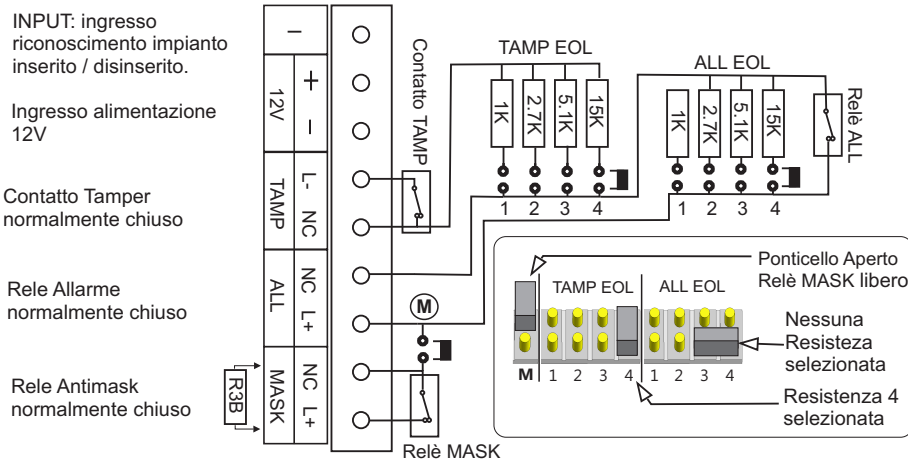 INPUT: ingresso
riconoscimento impianto
inserito / disinserito.
Ingresso alimentazione
12V
Contatto Tamper
normalmente chiuso
Rele Allarme
normalmente chiuso
Rele Antimask
normalmente chiuso
R3B
–
12V
+
–
TAMP
L-
NC
ALL
NC
L+
MASK
NC
L+
Contatto TAMP
TAMP EOL
1K
2.7K
5.1K
15K
1 2 3 4
ALL EOL
1K
2.7K
5.1K
15K
1 2 3 4
Relè ALL
M
Relè MASK
Ponticello Aperto
Relè MASK libero
TAMP EOL
ALL EOL
Nessuna
Resisteza
selezionata
M 1 2 3 4 1 2 3 4
Resistenza 4
selezionata